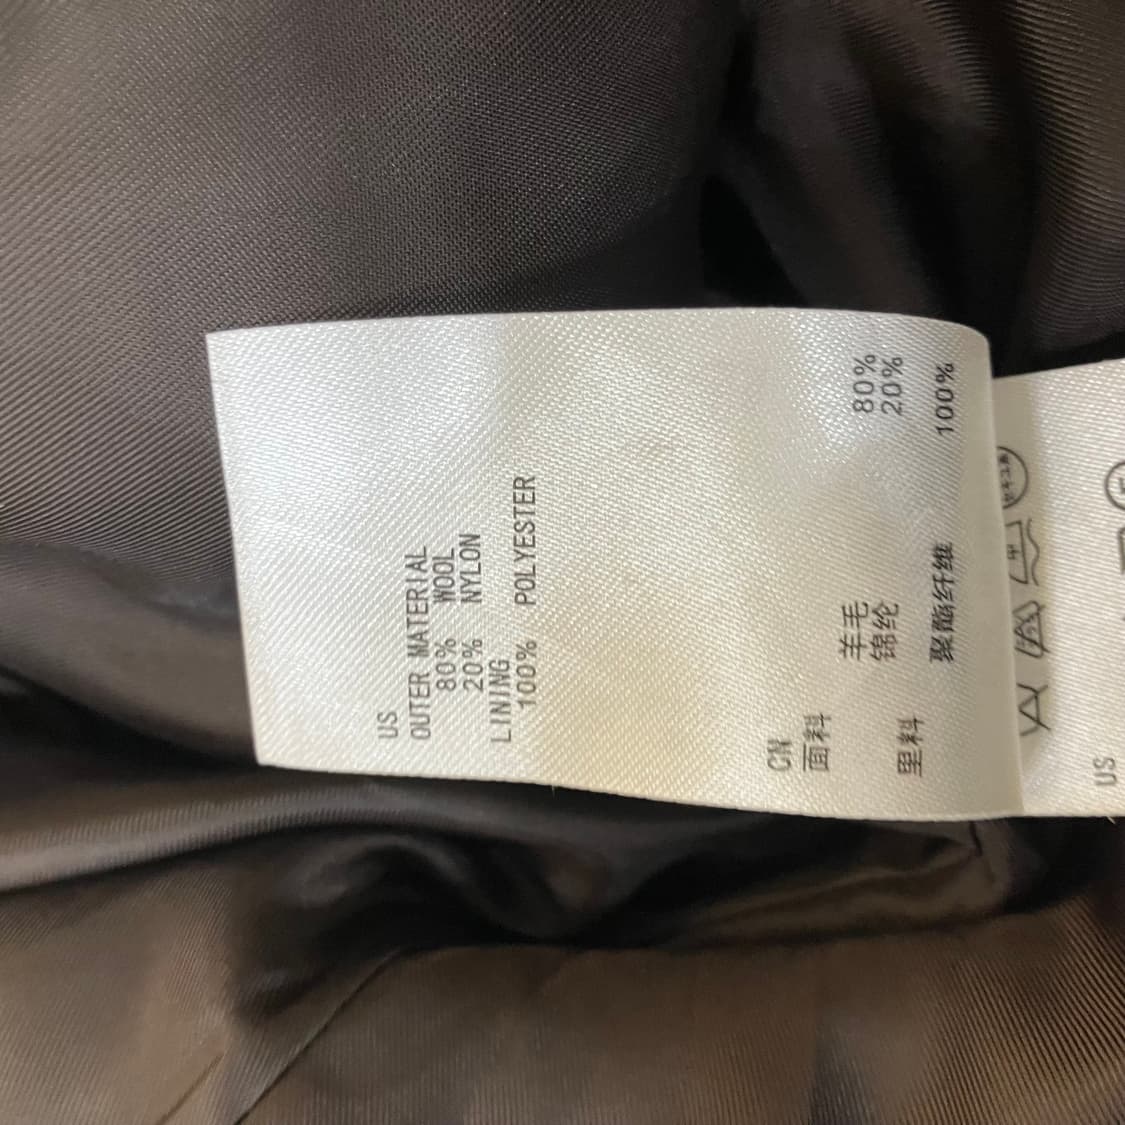 US
OUTER MATERIAL
80% WOOL
20% NYLON
LINING
100% POLYESTER
CN
面料
羊毛 80%
锦纶 20%
里料
聚酯纤维 100%
US